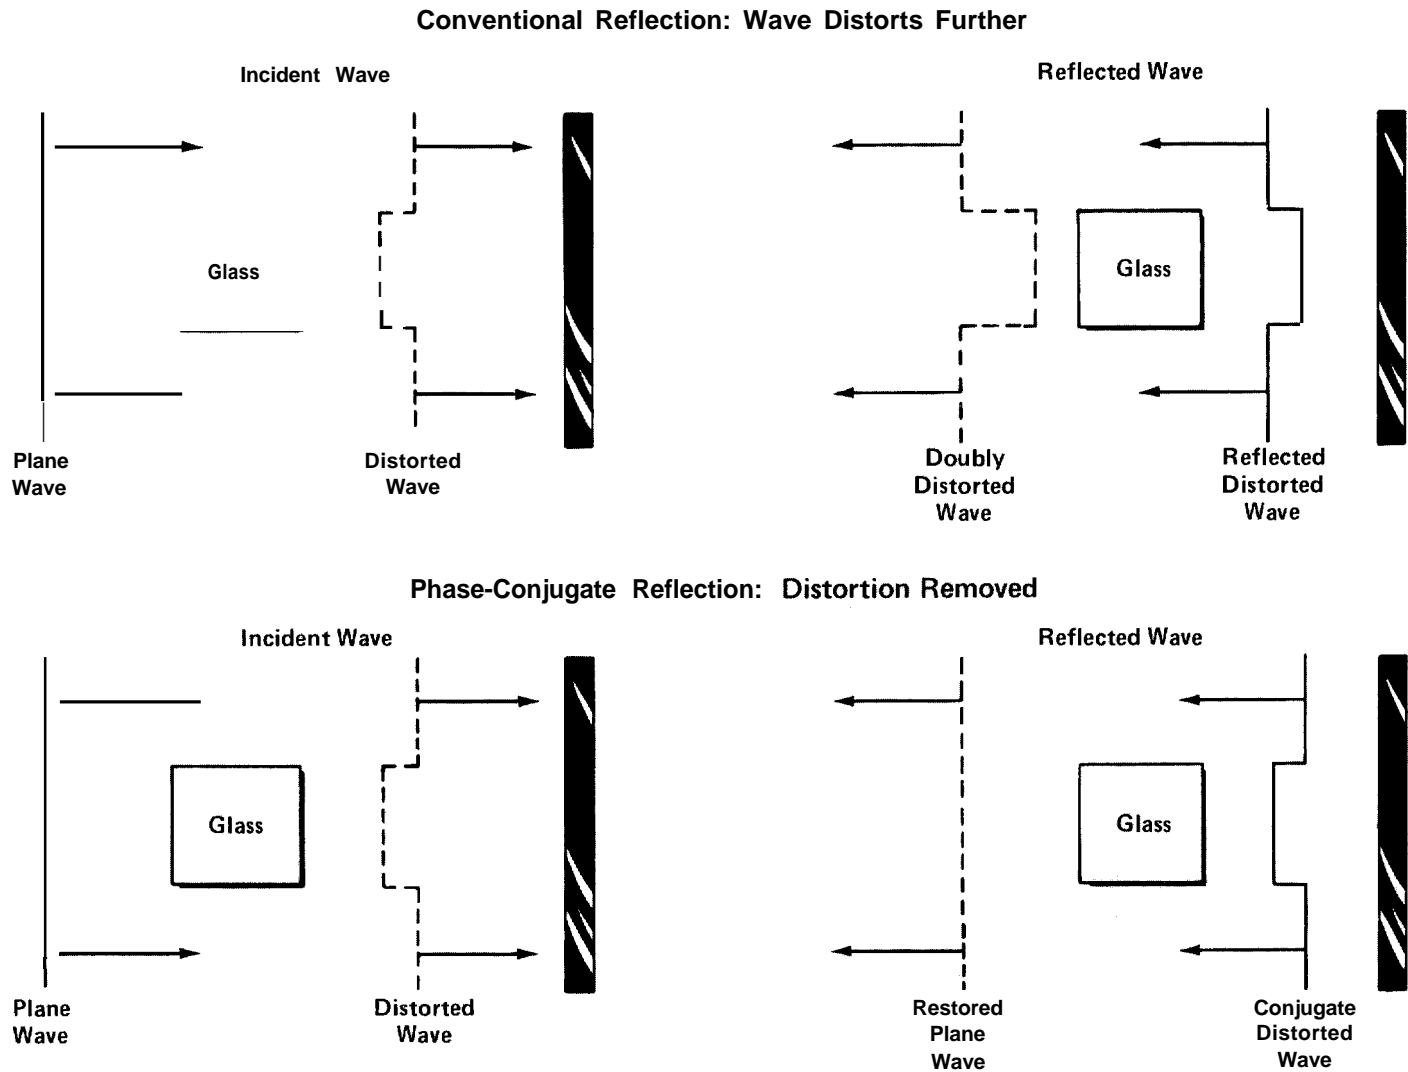 Conventional Reflection: Wave Distorts Further
Incident Wave
Reflected Wave
Glass
Glass
Plane
Wave
Distorted
Wave
Doubly
Distorted
Wave
Reflected
Distorted
Wave
Phase-Conjugate Reflection: Distortion Removed
Incident Wave
Reflected Wave
Glass
Glass
Plane
Wave
Distorted
Wave
Restored
Plane
Wave
Conjugate
Distorted
Wave